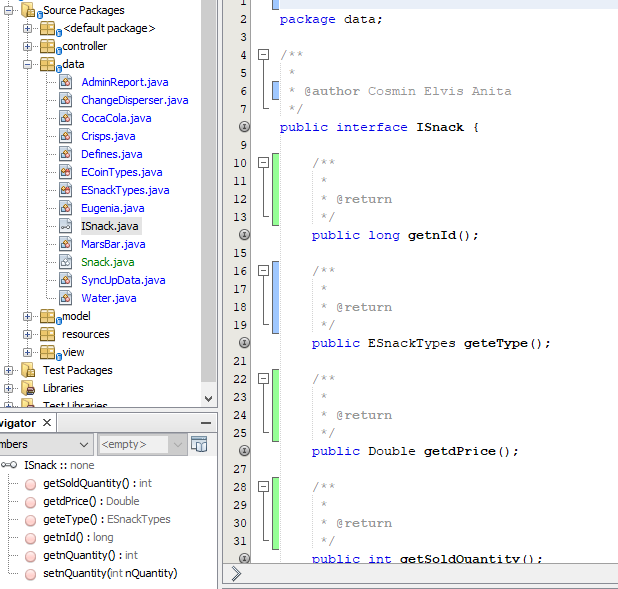 Source Packages
<default package>
controller
data
AdminReport.java
ChangeDisperser.java
CocaCola.java
Crisps.java
Defines.java
ECoinTypes.java
ESnackTypes.java
Eugenia.java
ISnack.java
MarsBar.java
Snack.java
SyncUpData.java
Water.java
model
resources
view
Test Packages
Libraries
Test Libraries
vigator
mbers
<empty>
ISnack :: none
getSoldQuantity() : int
getdPrice() : Double
geteType() : ESnackTypes
getnId() : long
getnQuantity() : int
setnQuantity(int nQuantity)
1
2 package data;
3
4 /**
5 *
6 * @author Cosmin Elvis Anita
7 */
public interface ISnack {
9
10 /**
11 *
12 * @return
13 */
public long getnId();
15
16 /**
17 *
18 * @return
19 */
public ESnackTypes geteType();
21
22 /**
23 *
24 * @return
25 */
public Double getdPrice();
27
28 /**
29 *
30 * @return
31 */
public int getSoldQuantity();